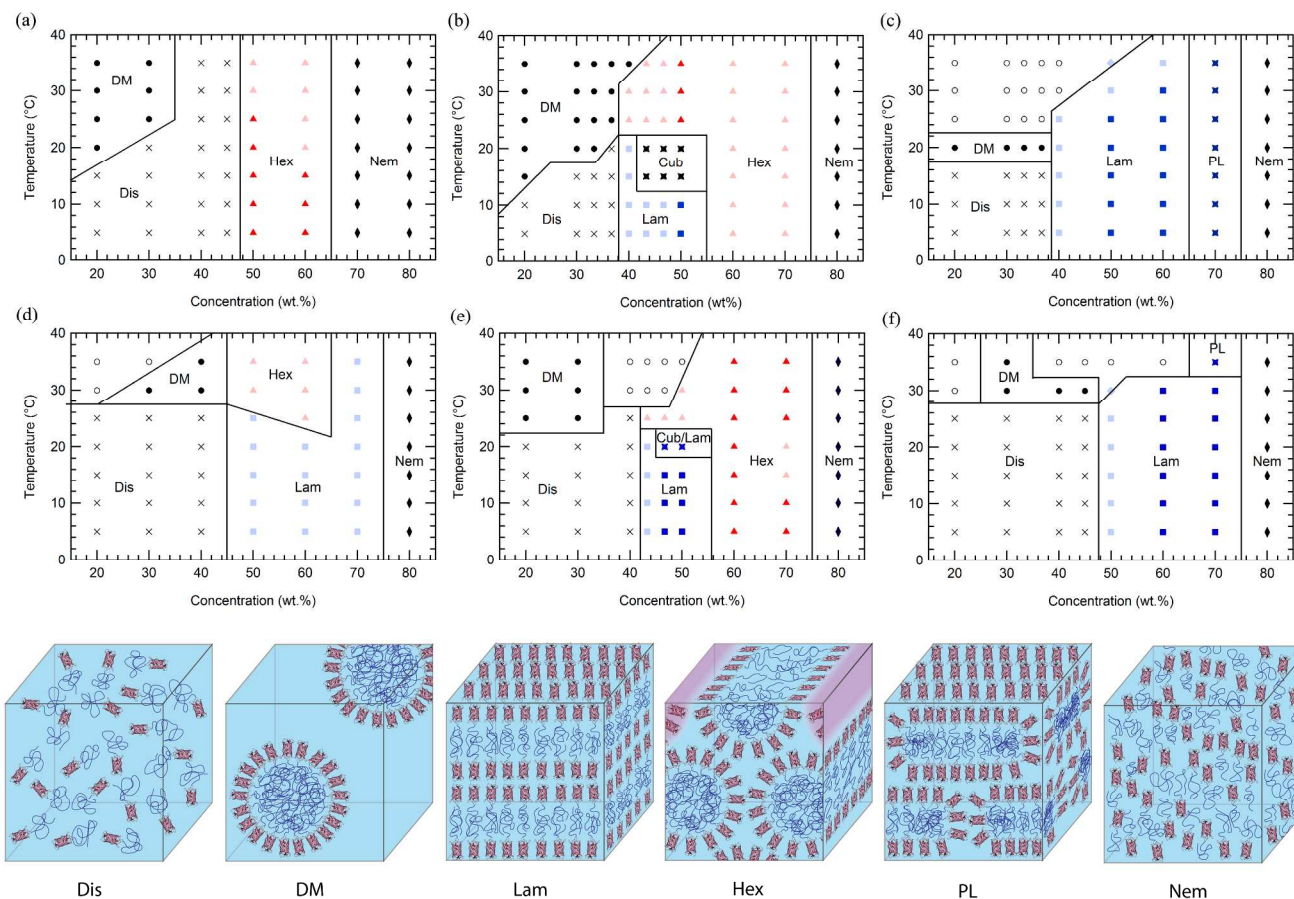 (a) (b) (c)
40 40 40
30 30 30
20 20 20
10 10 10
0 0 0
Temperature (°C) Temperature (°C) Temperature (°C)
DM Dis Hex Nem
DM Dis Cub Lam Hex Nem
DM Dis Lam PL Nem
20 30 40 50 60 70 80 20 30 40 50 60 70 80 20 30 40 50 60 70 80
Concentration (wt.%) Concentration (wt%) Concentration (wt.%)
(d) (e) (f)
40 40 40
30 30 30
20 20 20
10 10 10
0 0 0
Temperature (°C) Temperature (°C) Temperature (°C)
DM Hex Dis Lam Nem
DM Cub/Lam Dis Lam Hex Nem
DM PL Dis Lam Nem
20 30 40 50 60 70 80 20 30 40 50 60 70 80 20 30 40 50 60 70 80
Concentration (wt.%) Concentration (wt.%) Concentration (wt.%)
Dis DM Lam Hex PL Nem